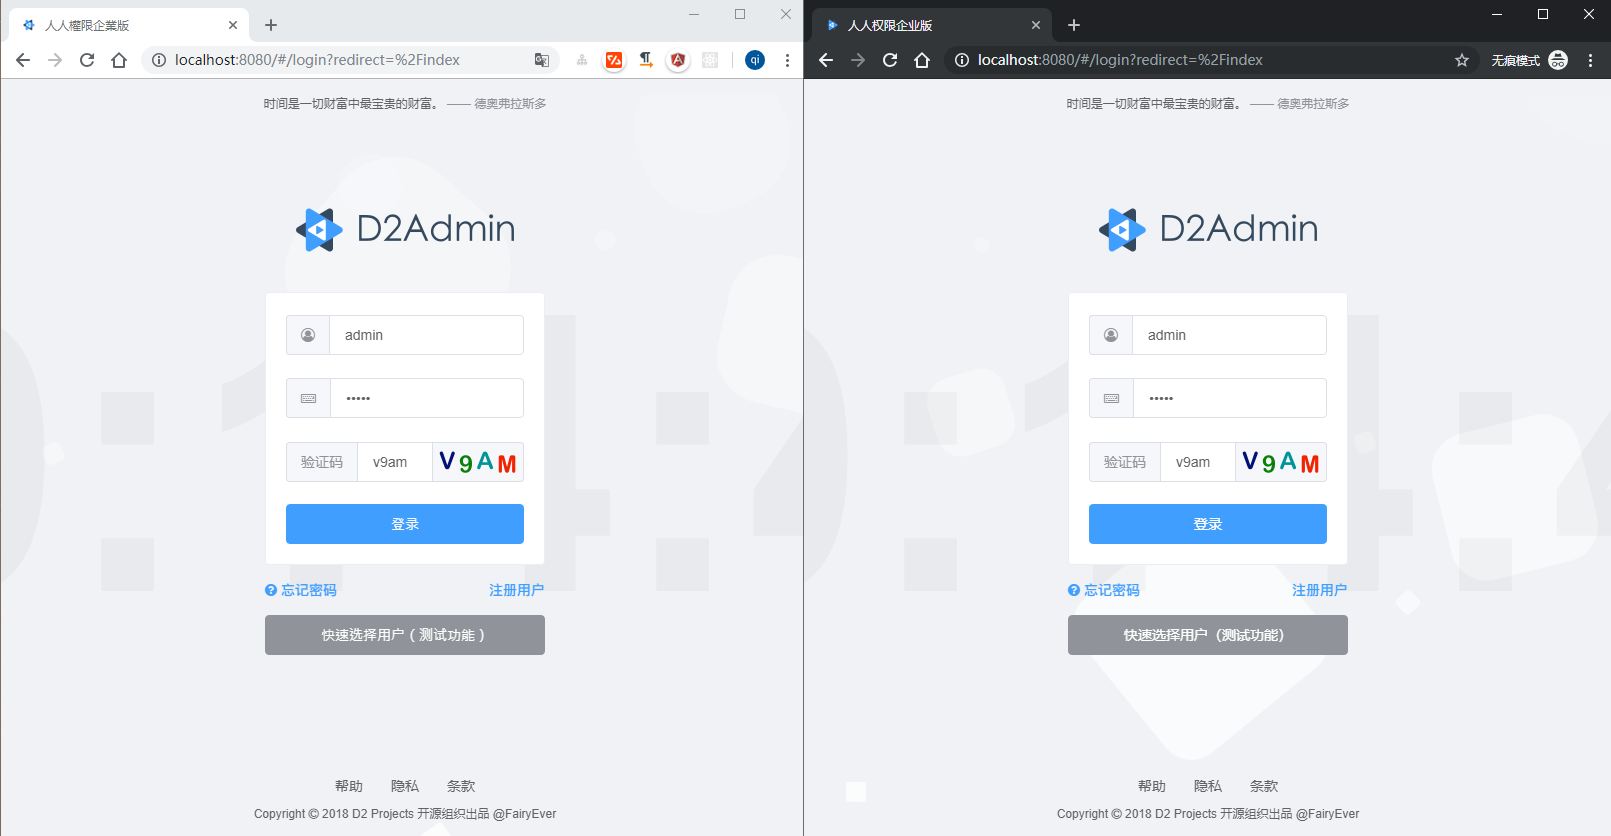 人人權限企業版
localhost:8080/#/login?redirect=%2Findex
qi
时间是一切财富中最宝贵的财富。 —— 德奥弗拉斯多
D2Admin
admin
•••••
验证码 v9am V9AM
登录
忘记密码 注册用户
快速选择用户（测试功能）
帮助 隐私 条款
Copyright © 2018 D2 Projects 开源组织出品 @FairyEver
人人权限企业版
localhost:8080/#/login?redirect=%2Findex
无痕模式
时间是一切财富中最宝贵的财富。 —— 德奥弗拉斯多
D2Admin
admin
•••••
验证码 v9am V9AM
登录
忘记密码 注册用户
快速选择用户（测试功能）
帮助 隐私 条款
Copyright © 2018 D2 Projects 开源组织出品 @FairyEver